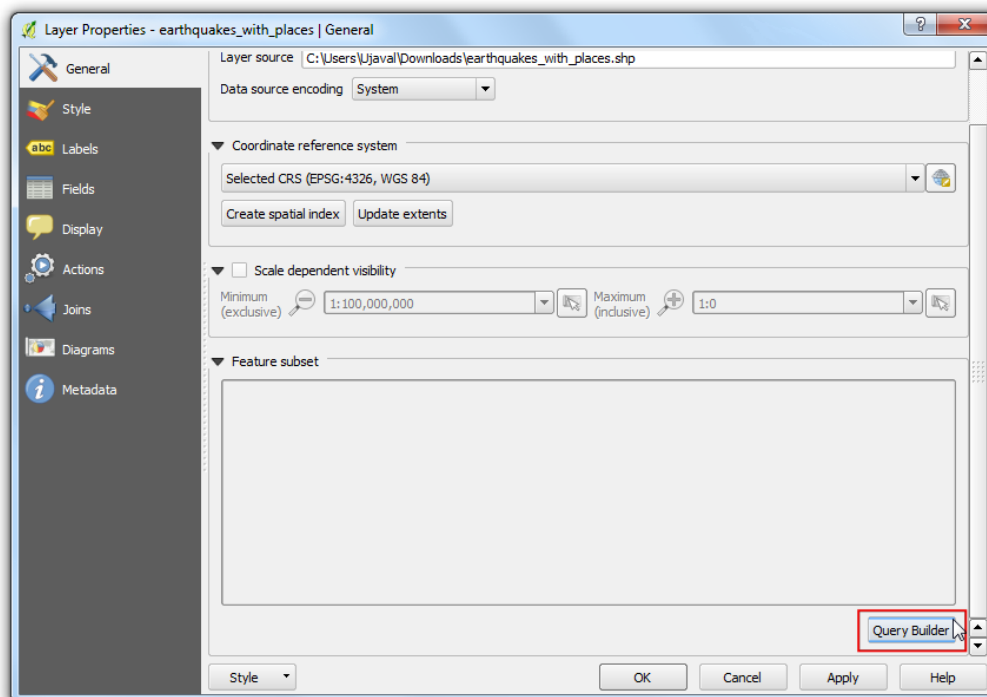 Layer Properties - earthquakes_with_places | General
General
Style
abc Labels
Fields
Display
Actions
Joins
Diagrams
Metadata
Layer source C:\Users\Ujaval\Downloads\earthquakes_with_places.shp
Data source encoding System
Coordinate reference system
Selected CRS (EPSG:4326, WGS 84)
Create spatial index Update extents
Scale dependent visibility
Minimum (exclusive) 1:100,000,000 Maximum (inclusive) 1:0
Feature subset
Query Builder
Style OK Cancel Apply Help